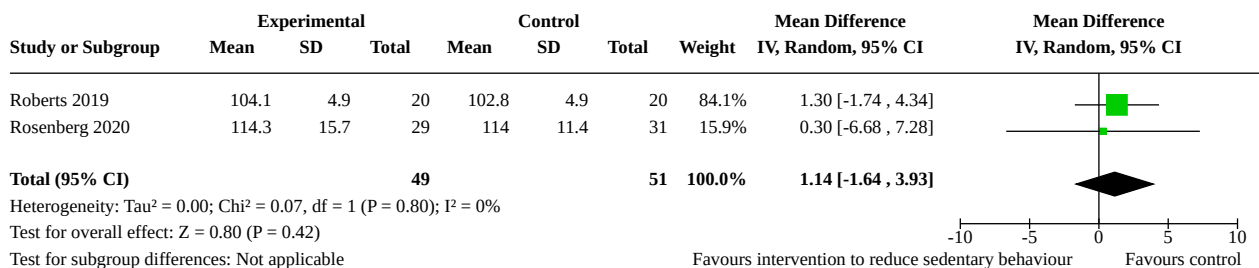 Experimental Control Mean Difference Mean Difference
Study or Subgroup Mean SD Total Mean SD Total Weight IV, Random, 95% CI IV, Random, 95% CI
Roberts 2019 104.1 4.9 20 102.8 4.9 20 84.1% 1.30 [-1.74 , 4.34]
Rosenberg 2020 114.3 15.7 29 114 11.4 31 15.9% 0.30 [-6.68 , 7.28]
Total (95% CI) 49 51 100.0% 1.14 [-1.64 , 3.93]
Heterogeneity: Tau² = 0.00; Chi² = 0.07, df = 1 (P = 0.80); I² = 0%
Test for overall effect: Z = 0.80 (P = 0.42)
-10 -5 0 5 10
Test for subgroup differences: Not applicable Favours intervention to reduce sedentary behaviour Favours control